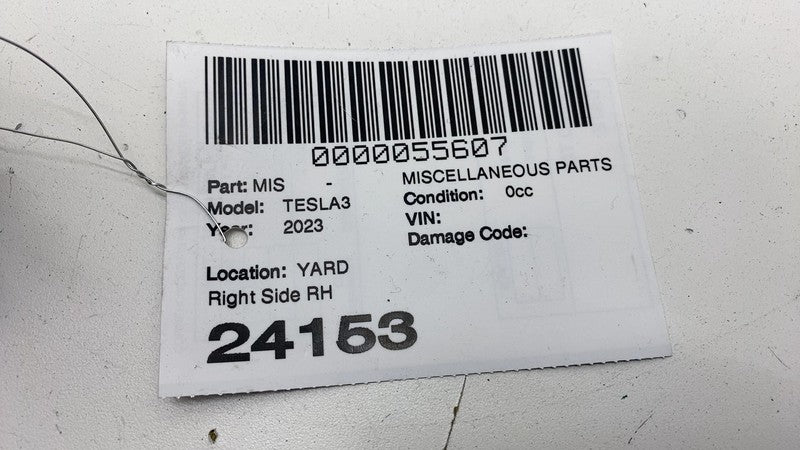 0000055607
Part: MIS - MISCELLANEOUS PARTS
Model: TESLA3 Condition: 0cc
Year: 2023 VIN:
Damage Code:
Location: YARD
Right Side RH
24153